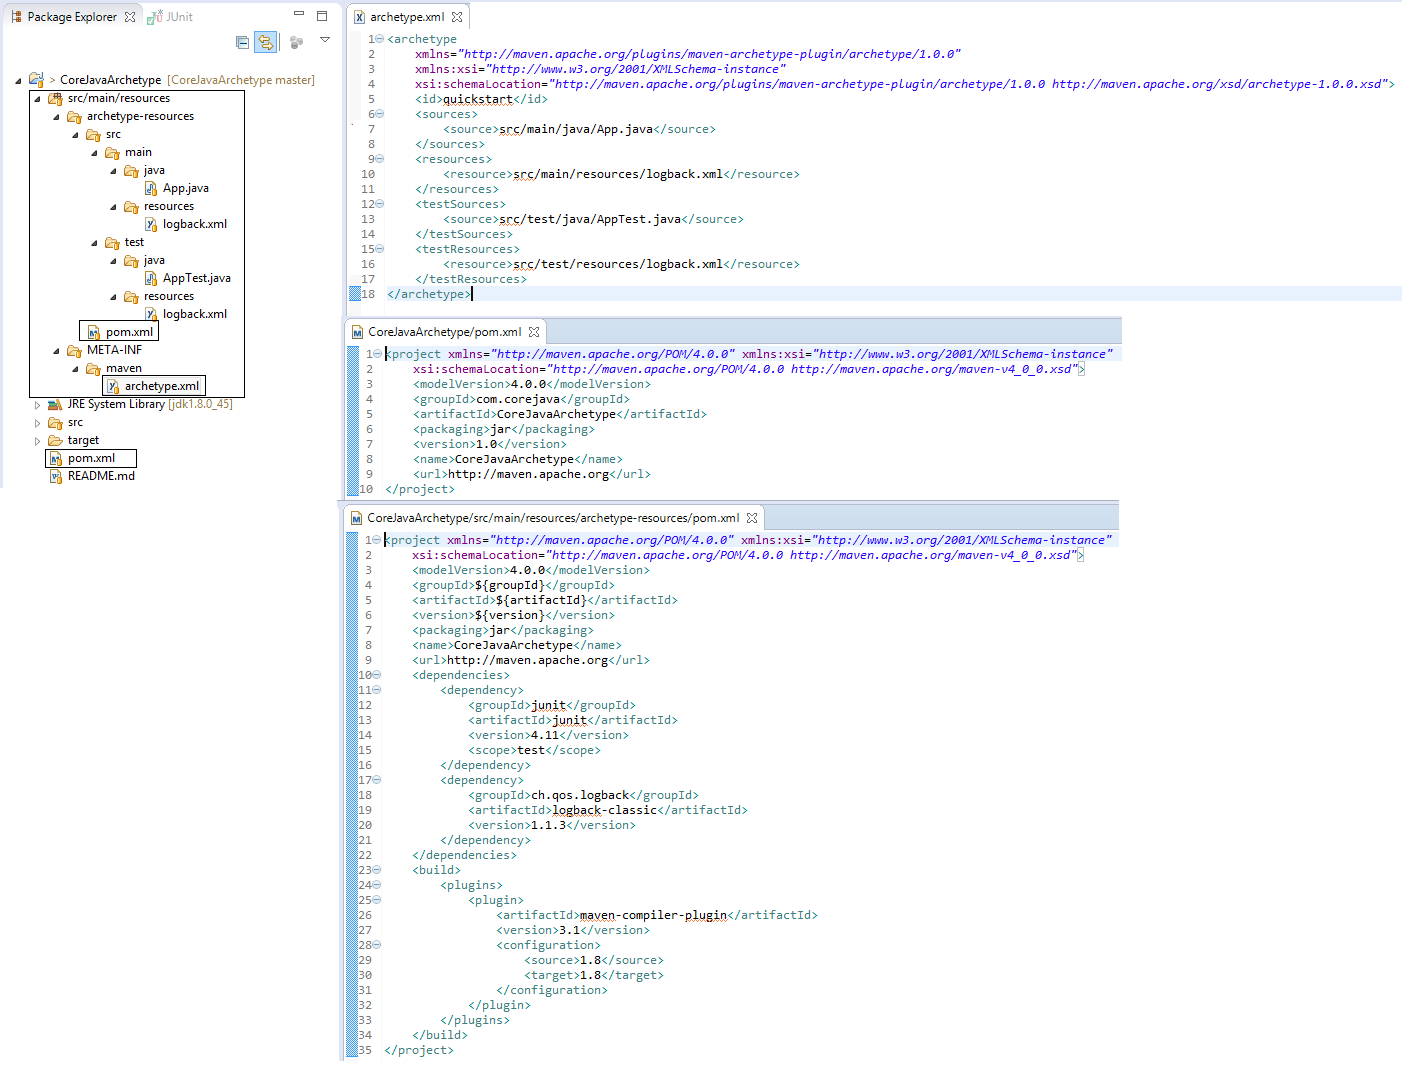 Package Explorer
JUnit
> CoreJavaArchetype [CoreJavaArchetype master]
src/main/resources
archetype-resources
src
main
java
App.java
resources
logback.xml
test
java
AppTest.java
resources
logback.xml
pom.xml
META-INF
maven
archetype.xml
JRE System Library [jdk1.8.0_45]
src
target
pom.xml
README.md
archetype.xml
1 <archetype
2 xmlns="http://maven.apache.org/plugins/maven-archetype-plugin/archetype/1.0.0"
3 xmlns:xsi="http://www.w3.org/2001/XMLSchema-instance"
4 xsi:schemaLocation="http://maven.apache.org/plugins/maven-archetype-plugin/archetype/1.0.0 http://maven.apache.org/xsd/archetype-1.0.0.xsd">
5 <id>quickstart</id>
6 <sources>
7 <source>src/main/java/App.java</source>
8 </sources>
9 <resources>
10 <resource>src/main/resources/logback.xml</resource>
11 </resources>
12 <testSources>
13 <source>src/test/java/AppTest.java</source>
14 </testSources>
15 <testResources>
16 <resource>src/test/resources/logback.xml</resource>
17 </testResources>
18 </archetype>
CoreJavaArchetype/pom.xml
1 <project xmlns="http://maven.apache.org/POM/4.0.0" xmlns:xsi="http://www.w3.org/2001/XMLSchema-instance"
2 xsi:schemaLocation="http://maven.apache.org/POM/4.0.0 http://maven.apache.org/maven-v4_0_0.xsd">
3 <modelVersion>4.0.0</modelVersion>
4 <groupId>com.corejava</groupId>
5 <artifactId>CoreJavaArchetype</artifactId>
6 <packaging>jar</packaging>
7 <version>1.0</version>
8 <name>CoreJavaArchetype</name>
9 <url>http://maven.apache.org</url>
10 </project>
CoreJavaArchetype/src/main/resources/archetype-resources/pom.xml
1 <project xmlns="http://maven.apache.org/POM/4.0.0" xmlns:xsi="http://www.w3.org/2001/XMLSchema-instance"
2 xsi:schemaLocation="http://maven.apache.org/POM/4.0.0 http://maven.apache.org/maven-v4_0_0.xsd">
3 <modelVersion>4.0.0</modelVersion>
4 <groupId>${groupId}</groupId>
5 <artifactId>${artifactId}</artifactId>
6 <version>${version}</version>
7 <packaging>jar</packaging>
8 <name>CoreJavaArchetype</name>
9 <url>http://maven.apache.org</url>
10 <dependencies>
11 <dependency>
12 <groupId>junit</groupId>
13 <artifactId>junit</artifactId>
14 <version>4.11</version>
15 <scope>test</scope>
16 </dependency>
17 <dependency>
18 <groupId>ch.qos.logback</groupId>
19 <artifactId>logback-classic</artifactId>
20 <version>1.1.3</version>
21 </dependency>
22 </dependencies>
23 <build>
24 <plugins>
25 <plugin>
26 <artifactId>maven-compiler-plugin</artifactId>
27 <version>3.1</version>
28 <configuration>
29 <source>1.8</source>
30 <target>1.8</target>
31 </configuration>
32 </plugin>
33 </plugins>
34 </build>
35 </project>